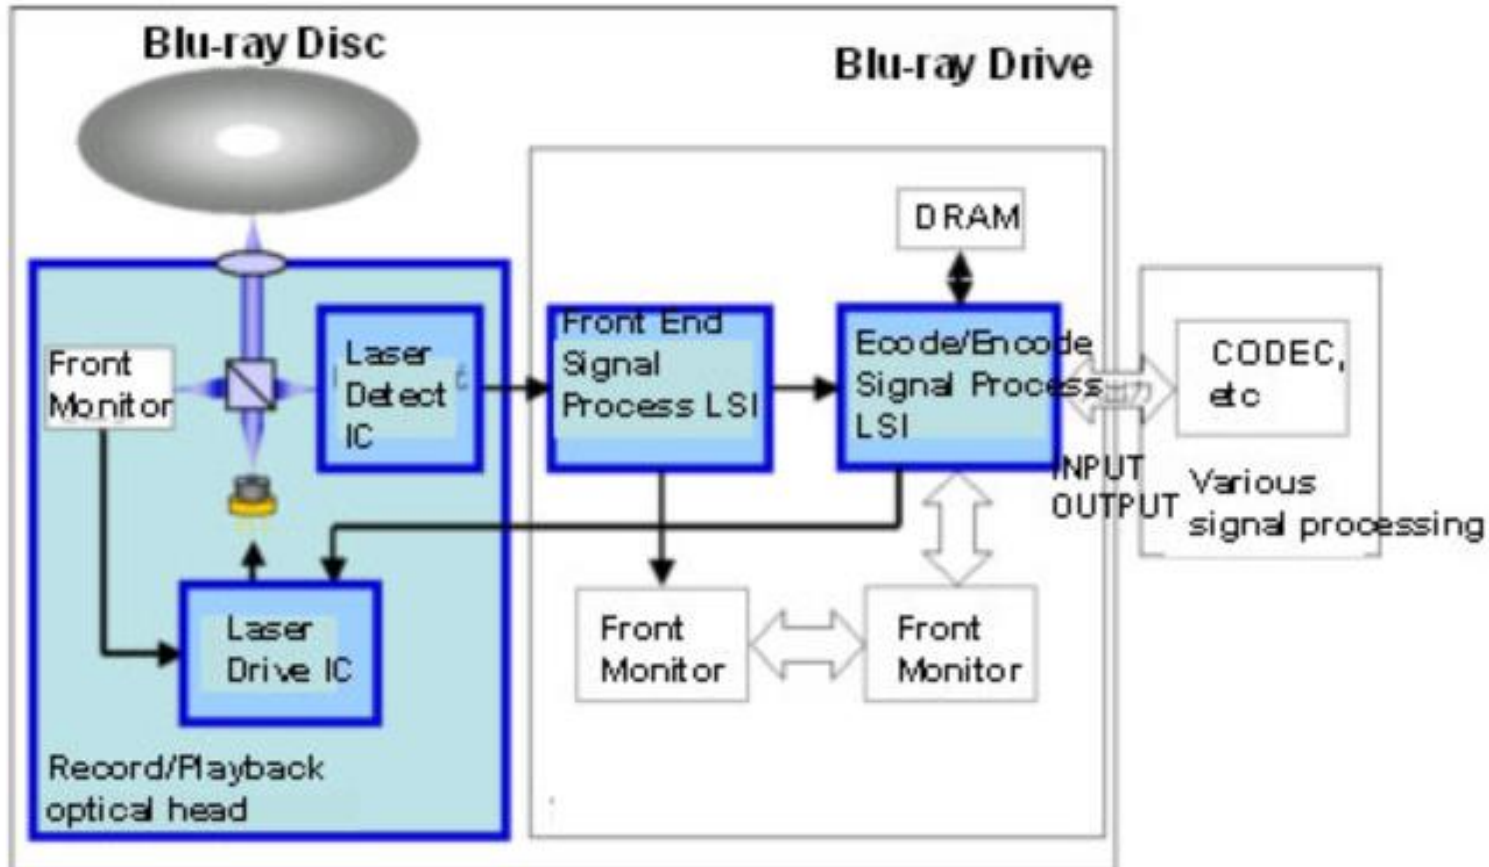 Blu-ray Disc
Blu-ray Drive
DRAM
Front
Monitor
Laser
Detect
IC
Front End
Signal
Process LSI
Ecode/Encode
Signal Process
LSI
CODEC,
etc
INPUT
OUTPUT
Various
signal processing
Laser
Drive IC
Front
Monitor
Front
Monitor
Record/Playback
optical head